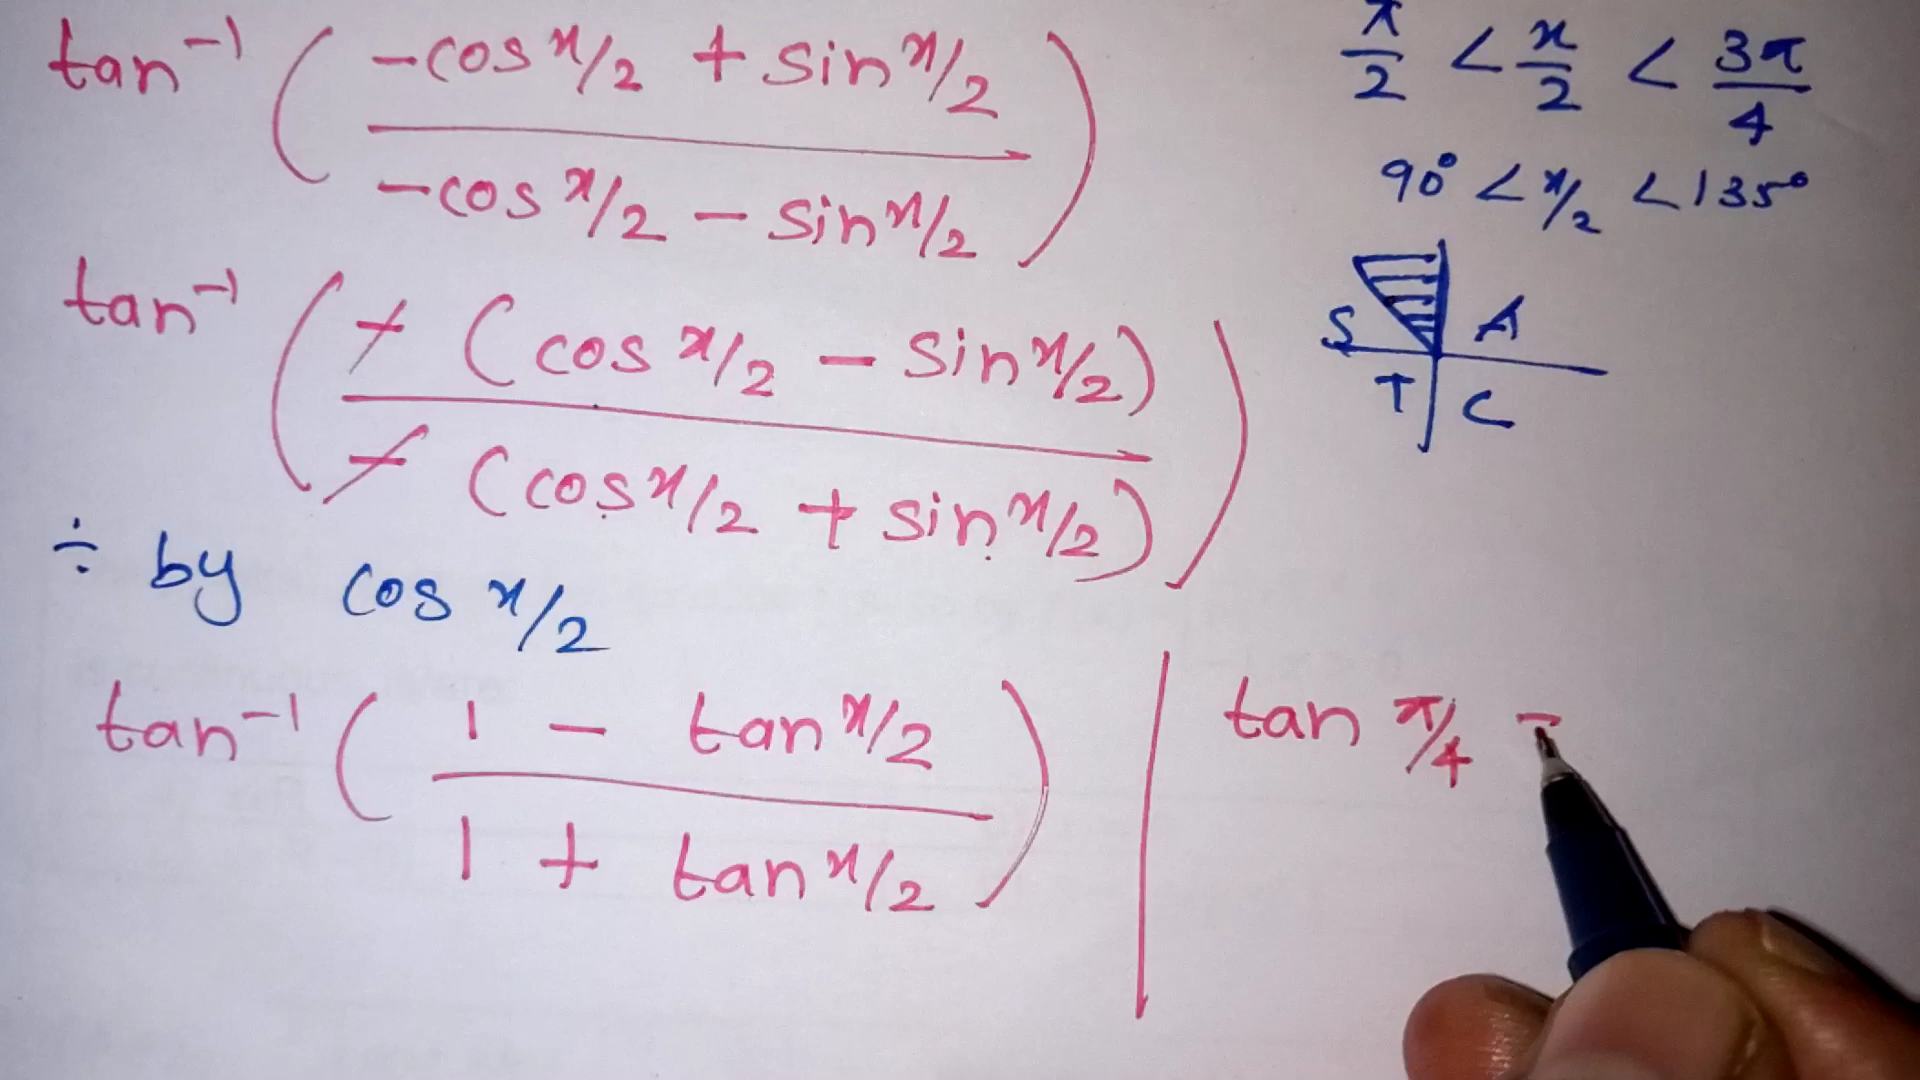 tan⁻¹ ( (-cos x/2 + sin x/2) / (-cos x/2 - sin x/2) )
tan⁻¹ ( -(cos x/2 - sin x/2) / -(cos x/2 + sin x/2) )
÷ by cos x/2
tan⁻¹ ( (1 - tan x/2) / (1 + tan x/2) )
π/2 < x/2 < 3π/4
90° < x/2 < 135°
S A
T C
tan π/4